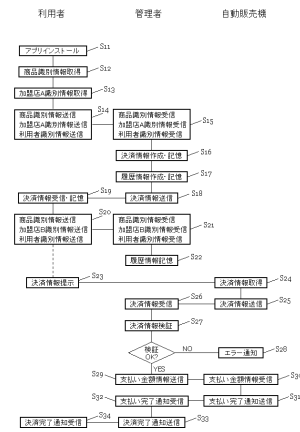 利用者 管理者 自動販売機
アプリインストール S11
商品識別情報取得 S12
加盟店A識別情報取得 S13
商品識別情報送信
加盟店A識別情報送信
利用者識別情報送信
S14
商品識別情報受信
加盟店A識別情報受信
利用者識別情報受信
S15
決済情報作成・記憶 S16
履歴情報作成・記憶 S17
決済情報受信・記憶 S19
決済情報送信 S18
商品識別情報送信
加盟店B識別情報送信
利用者識別情報送信
S20
商品識別情報受信
加盟店B識別情報受信
利用者識別情報受信
S21
履歴情報記憶 S22
決済情報提示 S23
決済情報取得 S24
決済情報受信 S26
決済情報送信 S25
決済情報検証 S27
検証
OK?
NO
エラー通知 S28
YES
S29 支払い金額情報送信
支払い金額情報受信
S32 支払い完了通知受信
支払い完了通知送信 S31
決済完了通知受信 S34
決済完了通知送信 S33